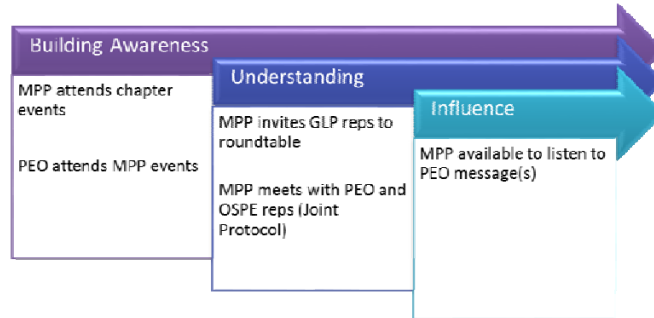 Building Awareness
MPP attends chapter
events
PEO attends MPP events
Understanding
MPP invites GLP reps to
roundtable
MPP meets with PEO and
OSPE reps (Joint
Protocol)
Influence
MPP available to listen to
PEO message(s)